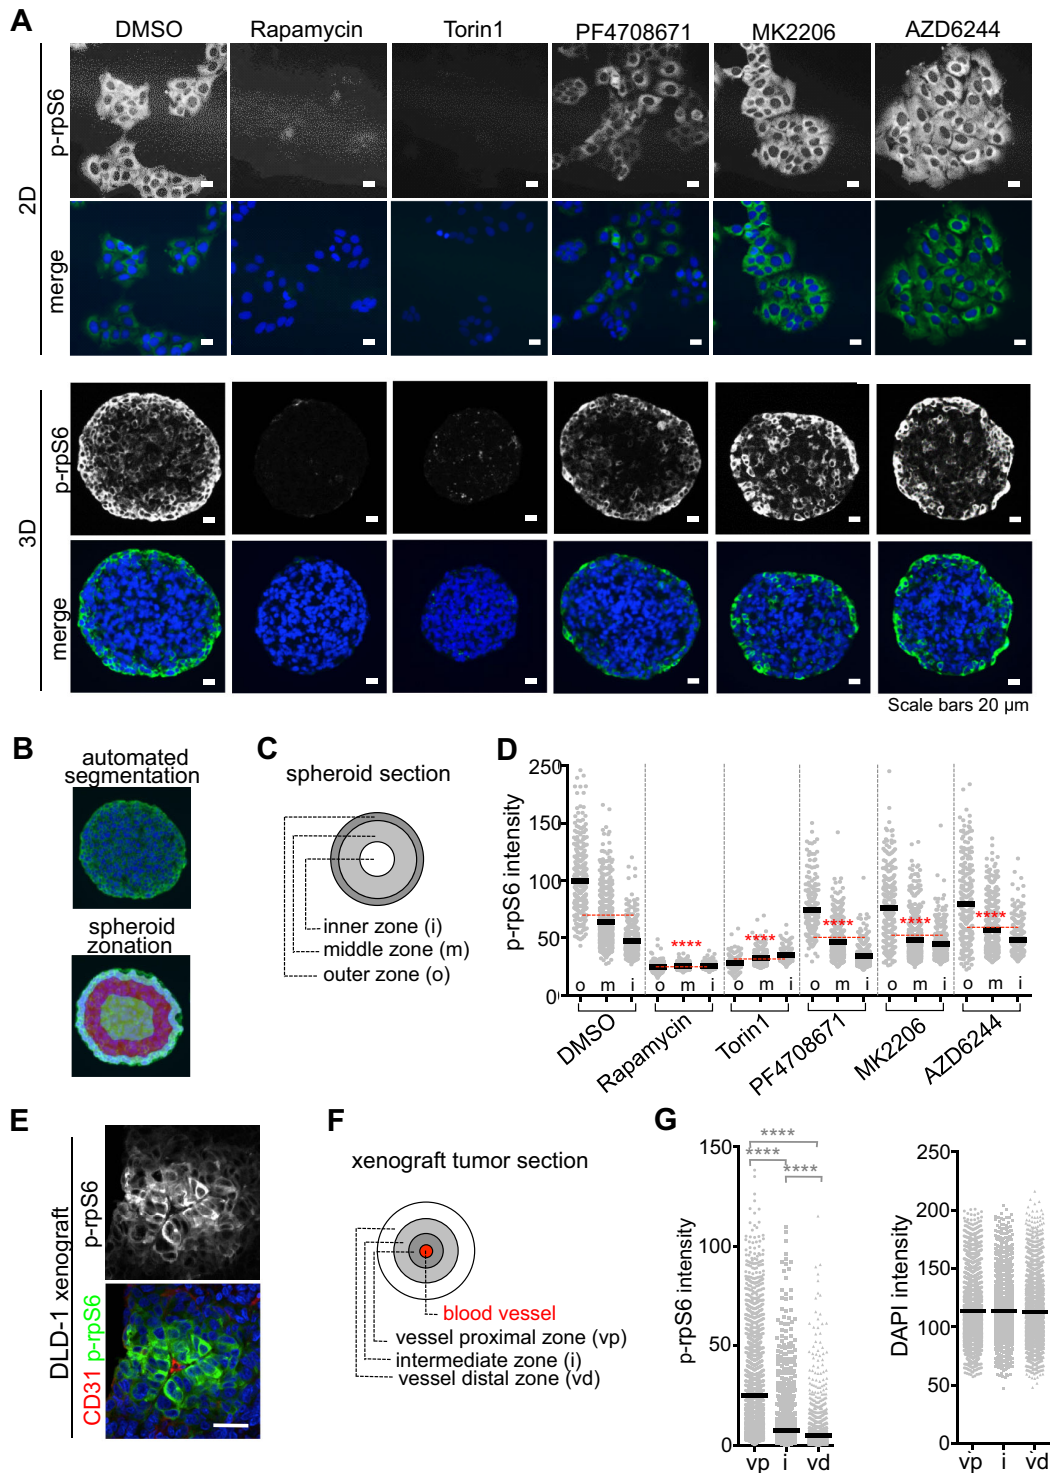 A
DMSO Rapamycin Torin1 PF4708671 MK2206 AZD6244
2D
p-rpS6
merge
3D
p-rpS6
merge
Scale bars 20 µm
B
automated
segmentation
spheroid
zonation
C
spheroid section
inner zone (i)
middle zone (m)
outer zone (o)
D
p-rpS6 intensity
250
150
100
50
0
**** **** **** **** ****
o m i o m i o m i o m i o m i o m i
DMSO Rapamycin Torin1 PF4708671 MK2206 AZD6244
E
DLD-1 xenograft
p-rpS6
CD31 p-rpS6
F
xenograft tumor section
blood vessel
vessel proximal zone (vp)
intermediate zone (i)
vessel distal zone (vd)
G
p-rpS6 intensity
150
100
50
0
****
**** ****
vp i vd
DAPI intensity
250
200
150
100
50
0
vp i vd